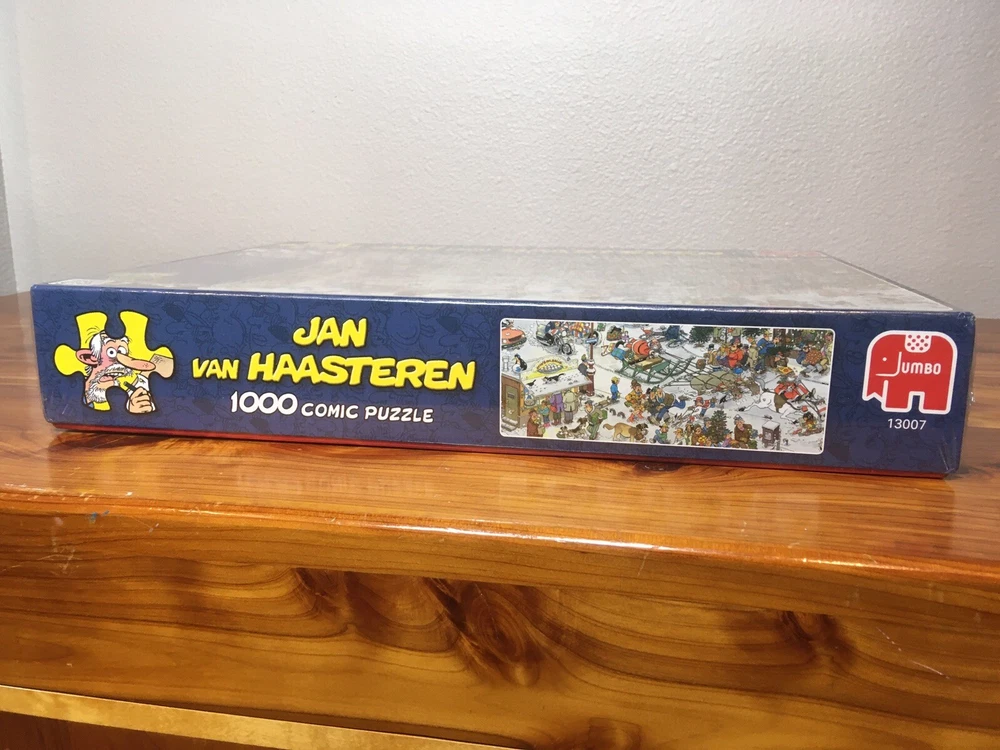 JAN
VAN HAASTEREN
1000 COMIC PUZZLE
JUMBO
13007